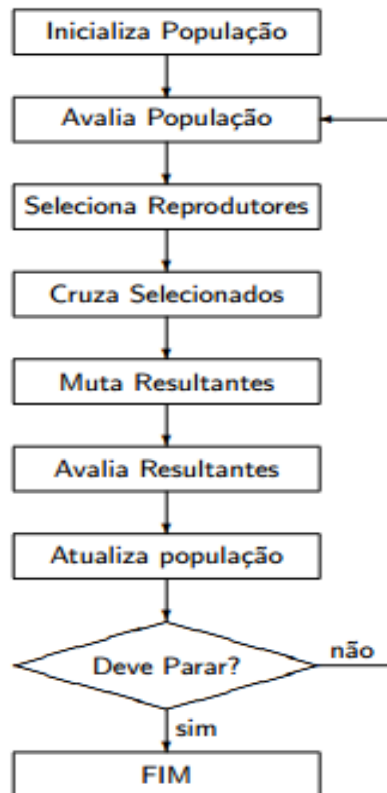 Inicializa População
Avalia População
Seleciona Reprodutores
Cruza Selecionados
Muta Resultantes
Avalia Resultantes
Atualiza população
Deve Parar?
não
sim
FIM